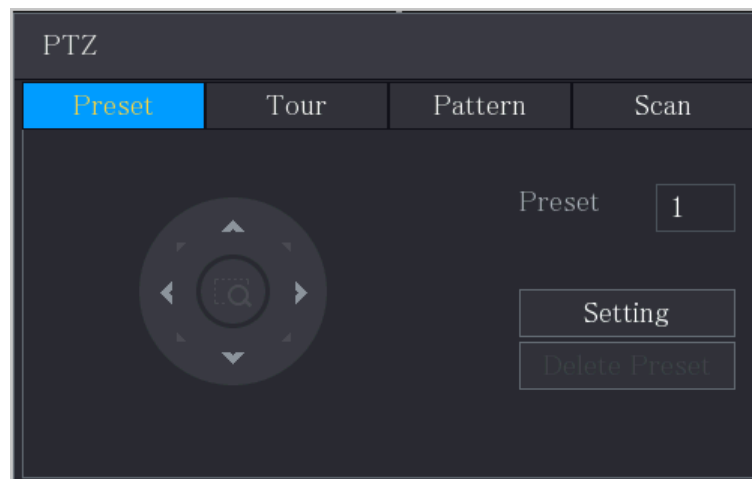 PTZ
Preset Tour Pattern Scan
Preset 1
Setting
Delete Preset